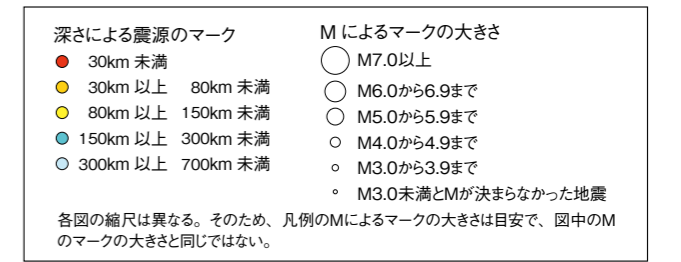 深さによる震源のマーク
30km 未満
30km 以上 80km 未満
80km 以上 150km 未満
150km 以上 300km 未満
300km 以上 700km 未満
M によるマークの大きさ
M7.0以上
M6.0から6.9まで
M5.0から5.9まで
M4.0から4.9まで
M3.0から3.9まで
M3.0未満とMが決まらなかった地震
各図の縮尺は異なる。そのため、凡例のMによるマークの大きさは目安で、図中のM
のマークの大きさと同じではない。